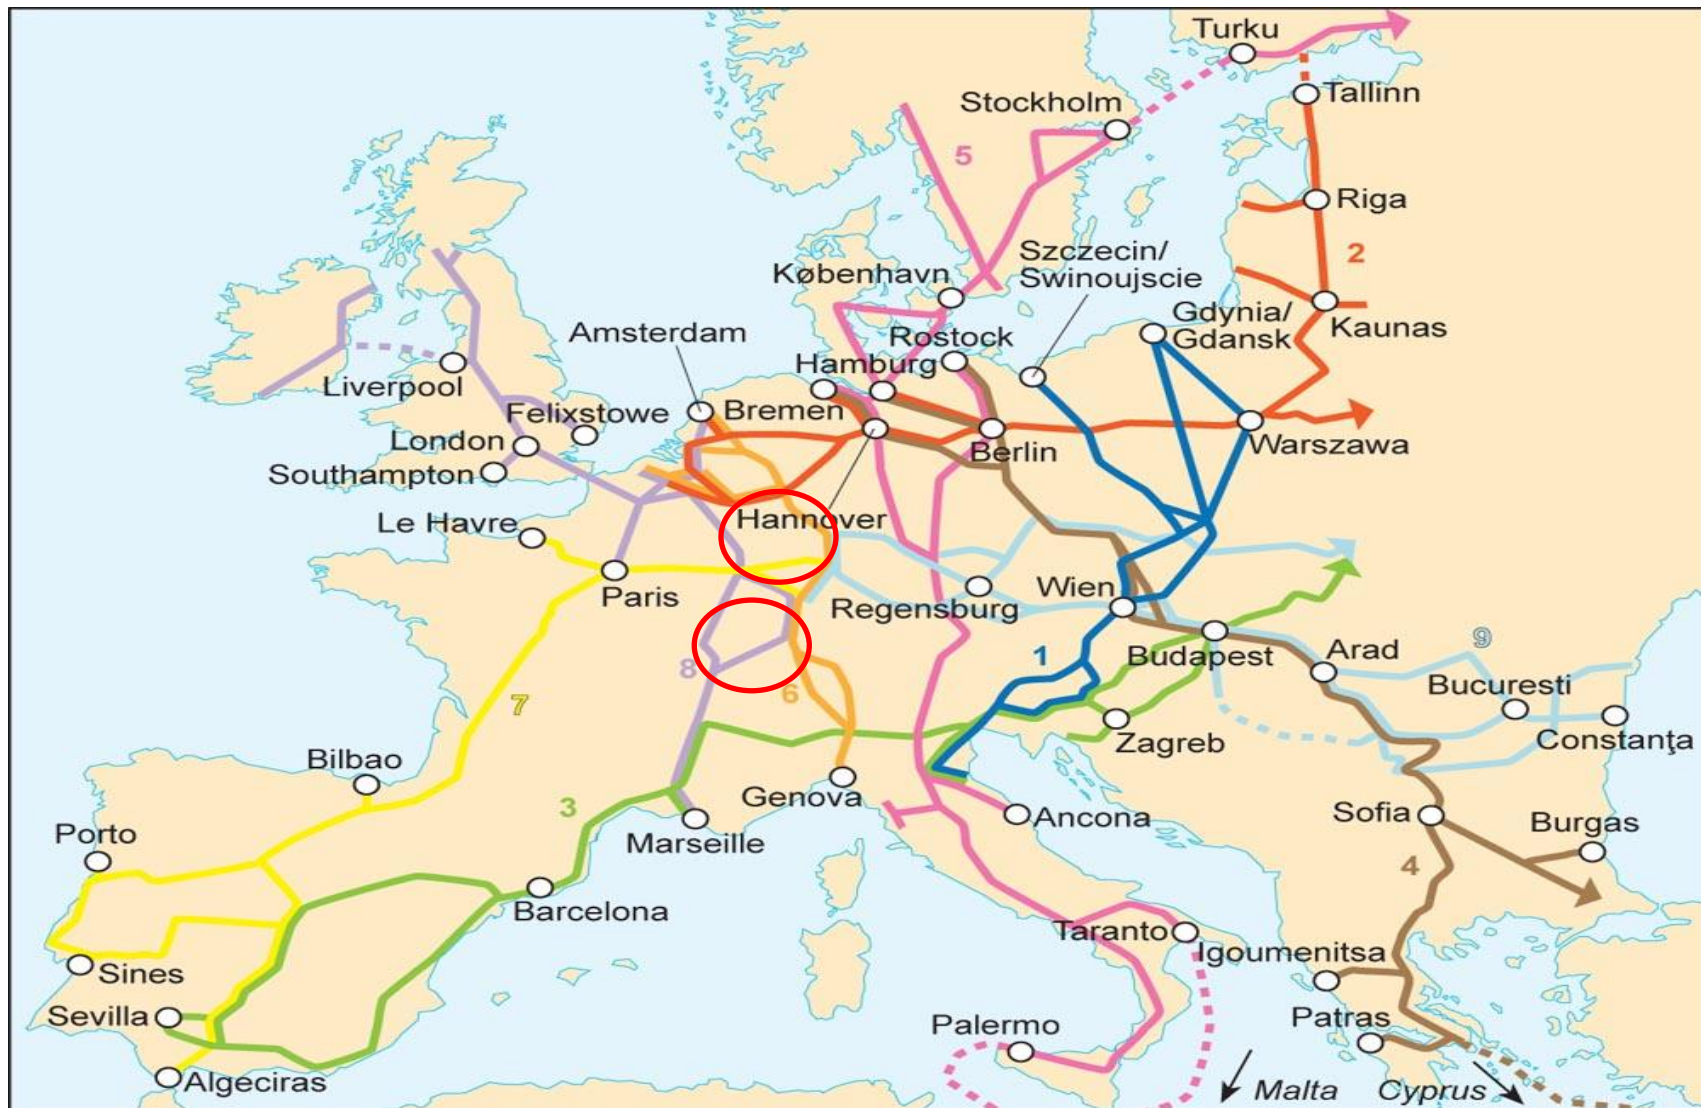 Turku
Tallinn
Stockholm
5
Riga
2
Szczecin/
Swinoujscie
København
Gdynia/
Gdansk
Kaunas
Amsterdam
Rostock
Hamburg
Liverpool
Felixstowe
Bremen
London
Berlin
Warszawa
Southampton
Le Havre
Hannover
Paris
Regensburg
Wien
1
Budapest
Arad
9
8
6
7
Bucuresti
Zagreb
Constanţa
Bilbao
3
Genova
Ancona
Sofia
Burgas
Porto
Marseille
4
Barcelona
Taranto
Igoumenitsa
Sines
Sevilla
Palermo
Patras
Algeciras
Malta
Cyprus